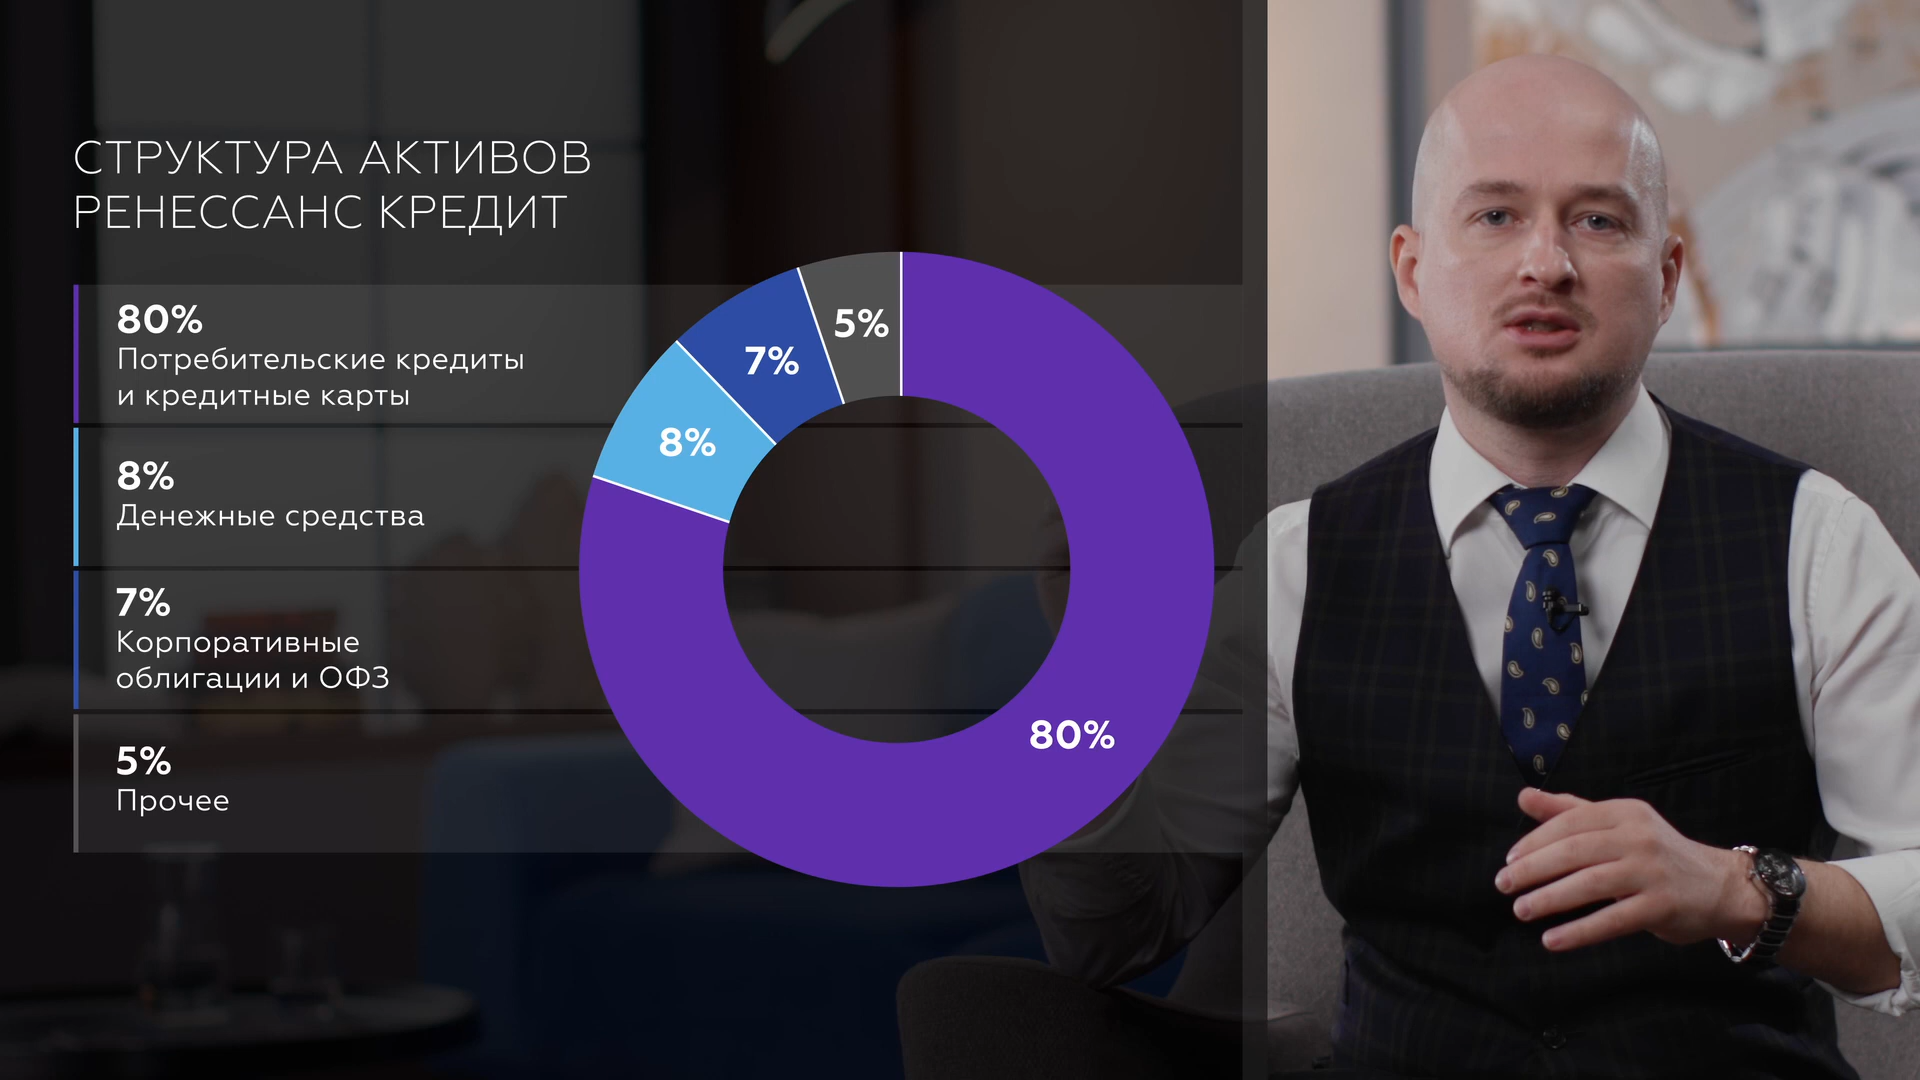 СТРУКТУРА АКТИВОВ
РЕНЕССАНС КРЕДИТ
80%
Потребительские кредиты
и кредитные карты
8%
Денежные средства
7%
Корпоративные
облигации и ОФЗ
5%
Прочее
5%
7%
8%
80%